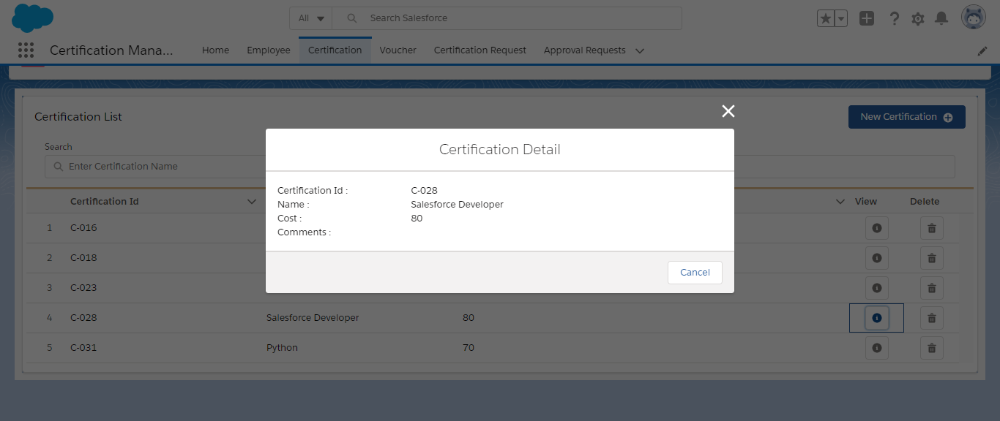 All
Search Salesforce
Certification Mana...
Home Employee Certification Voucher Certification Request Approval Requests
Certification List
New Certification
Search
Enter Certification Name
Certification Detail
Certification Id : C-028
Name : Salesforce Developer
Cost : 80
Comments :
Cancel
Certification Id View Delete
1 C-016
2 C-018
3 C-023
4 C-028 Salesforce Developer 80
5 C-031 Python 70